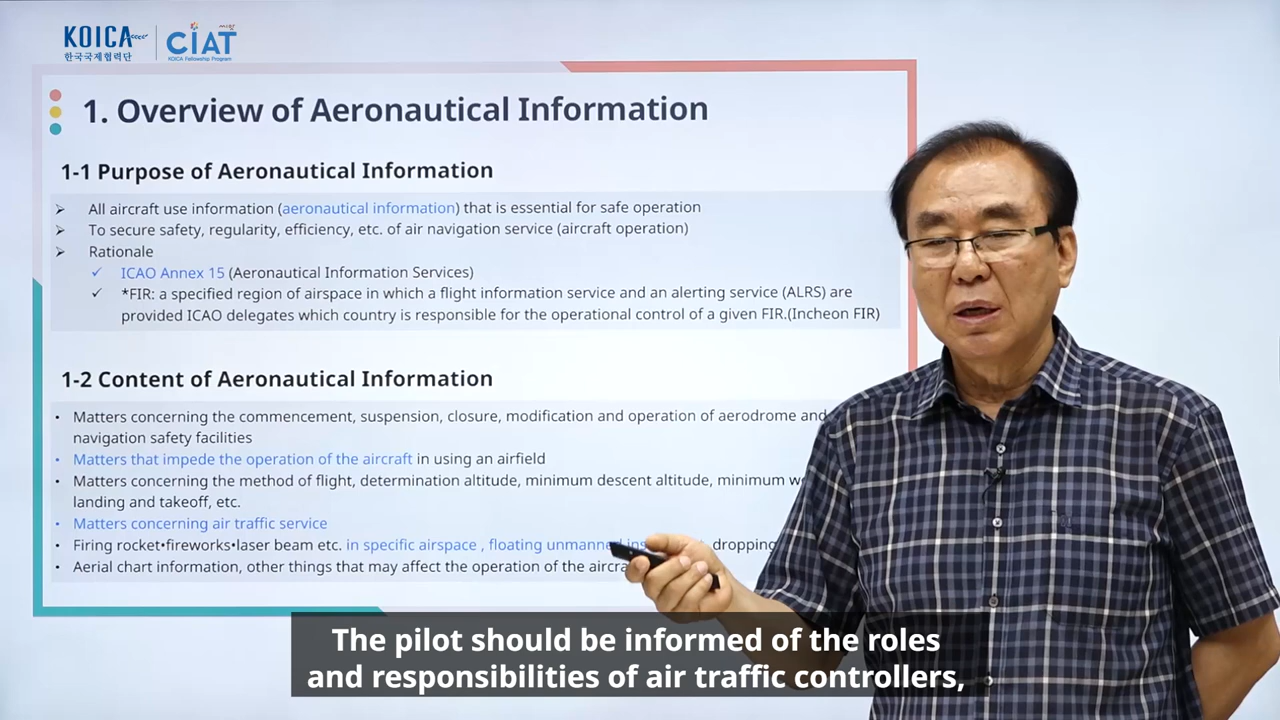 KOICA
한국국제협력단
CIAT
KOICA Fellowship Program
1. Overview of Aeronautical Information
1-1 Purpose of Aeronautical Information
➢ All aircraft use information (aeronautical information) that is essential for safe operation
➢ To secure safety, regularity, efficiency, etc. of air navigation service (aircraft operation)
➢ Rationale
✓ ICAO Annex 15 (Aeronautical Information Services)
✓ *FIR: a specified region of airspace in which a flight information service and an alerting service (ALRS) are
provided ICAO delegates which country is responsible for the operational control of a given FIR.(Incheon FIR)
1-2 Content of Aeronautical Information
• Matters concerning the commencement, suspension, closure, modification and operation of aerodrome and
navigation safety facilities
• Matters that impede the operation of the aircraft in using an airfield
• Matters concerning the method of flight, determination altitude, minimum descent altitude, minimum
landing and takeoff, etc.
• Matters concerning air traffic service
• Firing rocket•fireworks•laser beam etc. in specific airspace , floating unmanned dropping
• Aerial chart information, other things that may affect the operation of the
The pilot should be informed of the roles
and responsibilities of air traffic controllers,